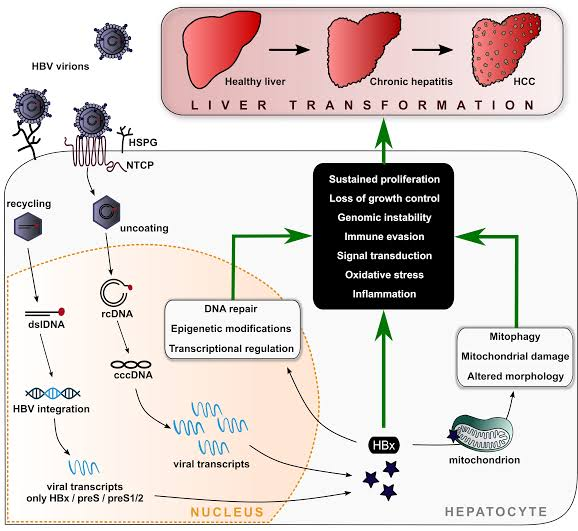 HBV virions
Healthy liver
Chronic hepatitis
HCC
LIVER TRANSFORMATION
HSPG
NTCP
recycling
uncoating
Sustained proliferation
Loss of growth control
Genomic instability
Immune evasion
Signal transduction
Oxidative stress
Inflammation
rcDNA
dslDNA
DNA repair
Epigenetic modifications
Transcriptional regulation
Mitophagy
Mitochondrial damage
Altered morphology
cccDNA
HBV integration
viral transcripts
HBx
mitochondrion
viral transcripts
only HBx / preS / preS1/2
NUCLEUS
HEPATOCYTE